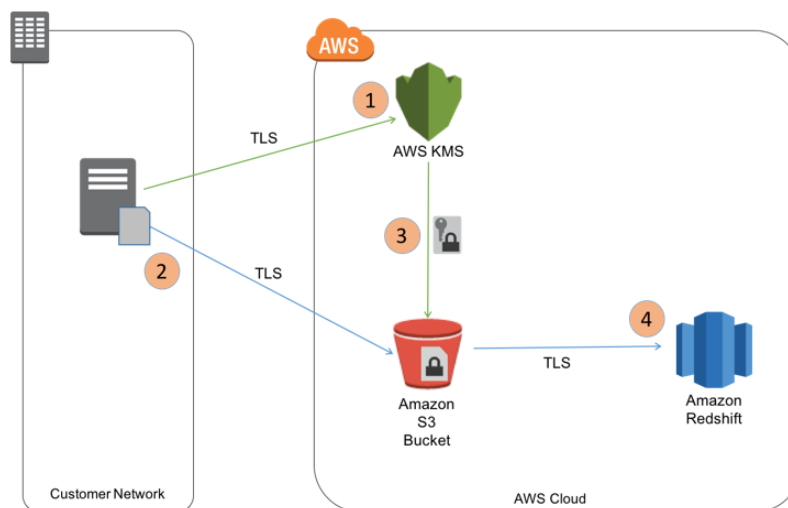 AWS
1
TLS
AWS KMS
3
2
TLS
4
TLS
Amazon
S3
Bucket
Amazon
Redshift
Customer Network
AWS Cloud